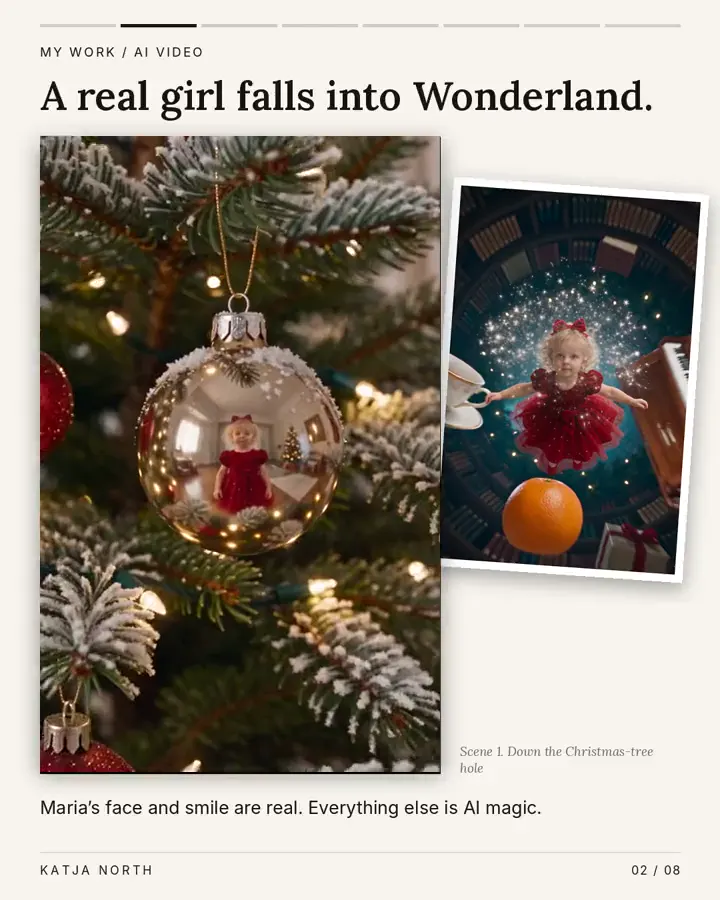 MY WORK / AI VIDEO
A real girl falls into Wonderland.
Scene 1. Down the Christmas-tree
hole
Maria’s face and smile are real. Everything else is AI magic.
KATJA NORTH
02 / 08